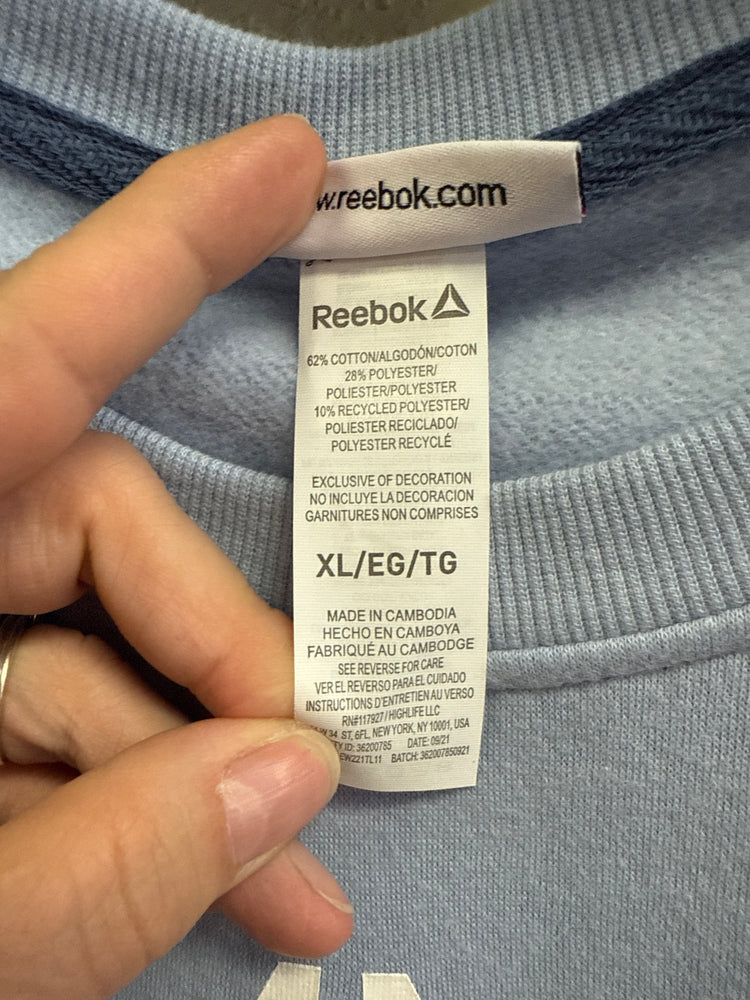 w.reebok.com
Reebok
62% COTTON/ALGODÓN/COTON
28% POLYESTER/
POLIESTER/POLYESTER
10% RECYCLED POLYESTER/
POLIESTER RECICLADO/
POLYESTER RECYCLÉ
EXCLUSIVE OF DECORATION
NO INCLUYE LA DECORACION
GARNITURES NON COMPRISES
XL/EG/TG
MADE IN CAMBODIA
HECHO EN CAMBOYA
FABRIQUÉ AU CAMBODGE
SEE REVERSE FOR CARE
VER EL REVERSO PARA EL CUIDADO
INSTRUCTIONS D'ENTRETIEN AU VERSO
RN#117927/HIGHLIFE LLC
W 34 ST, 6FL, NEW YORK, NY 10001, USA
ID: 36200785 DATE: 09/21
EW221TL11 BATCH: 362007850921